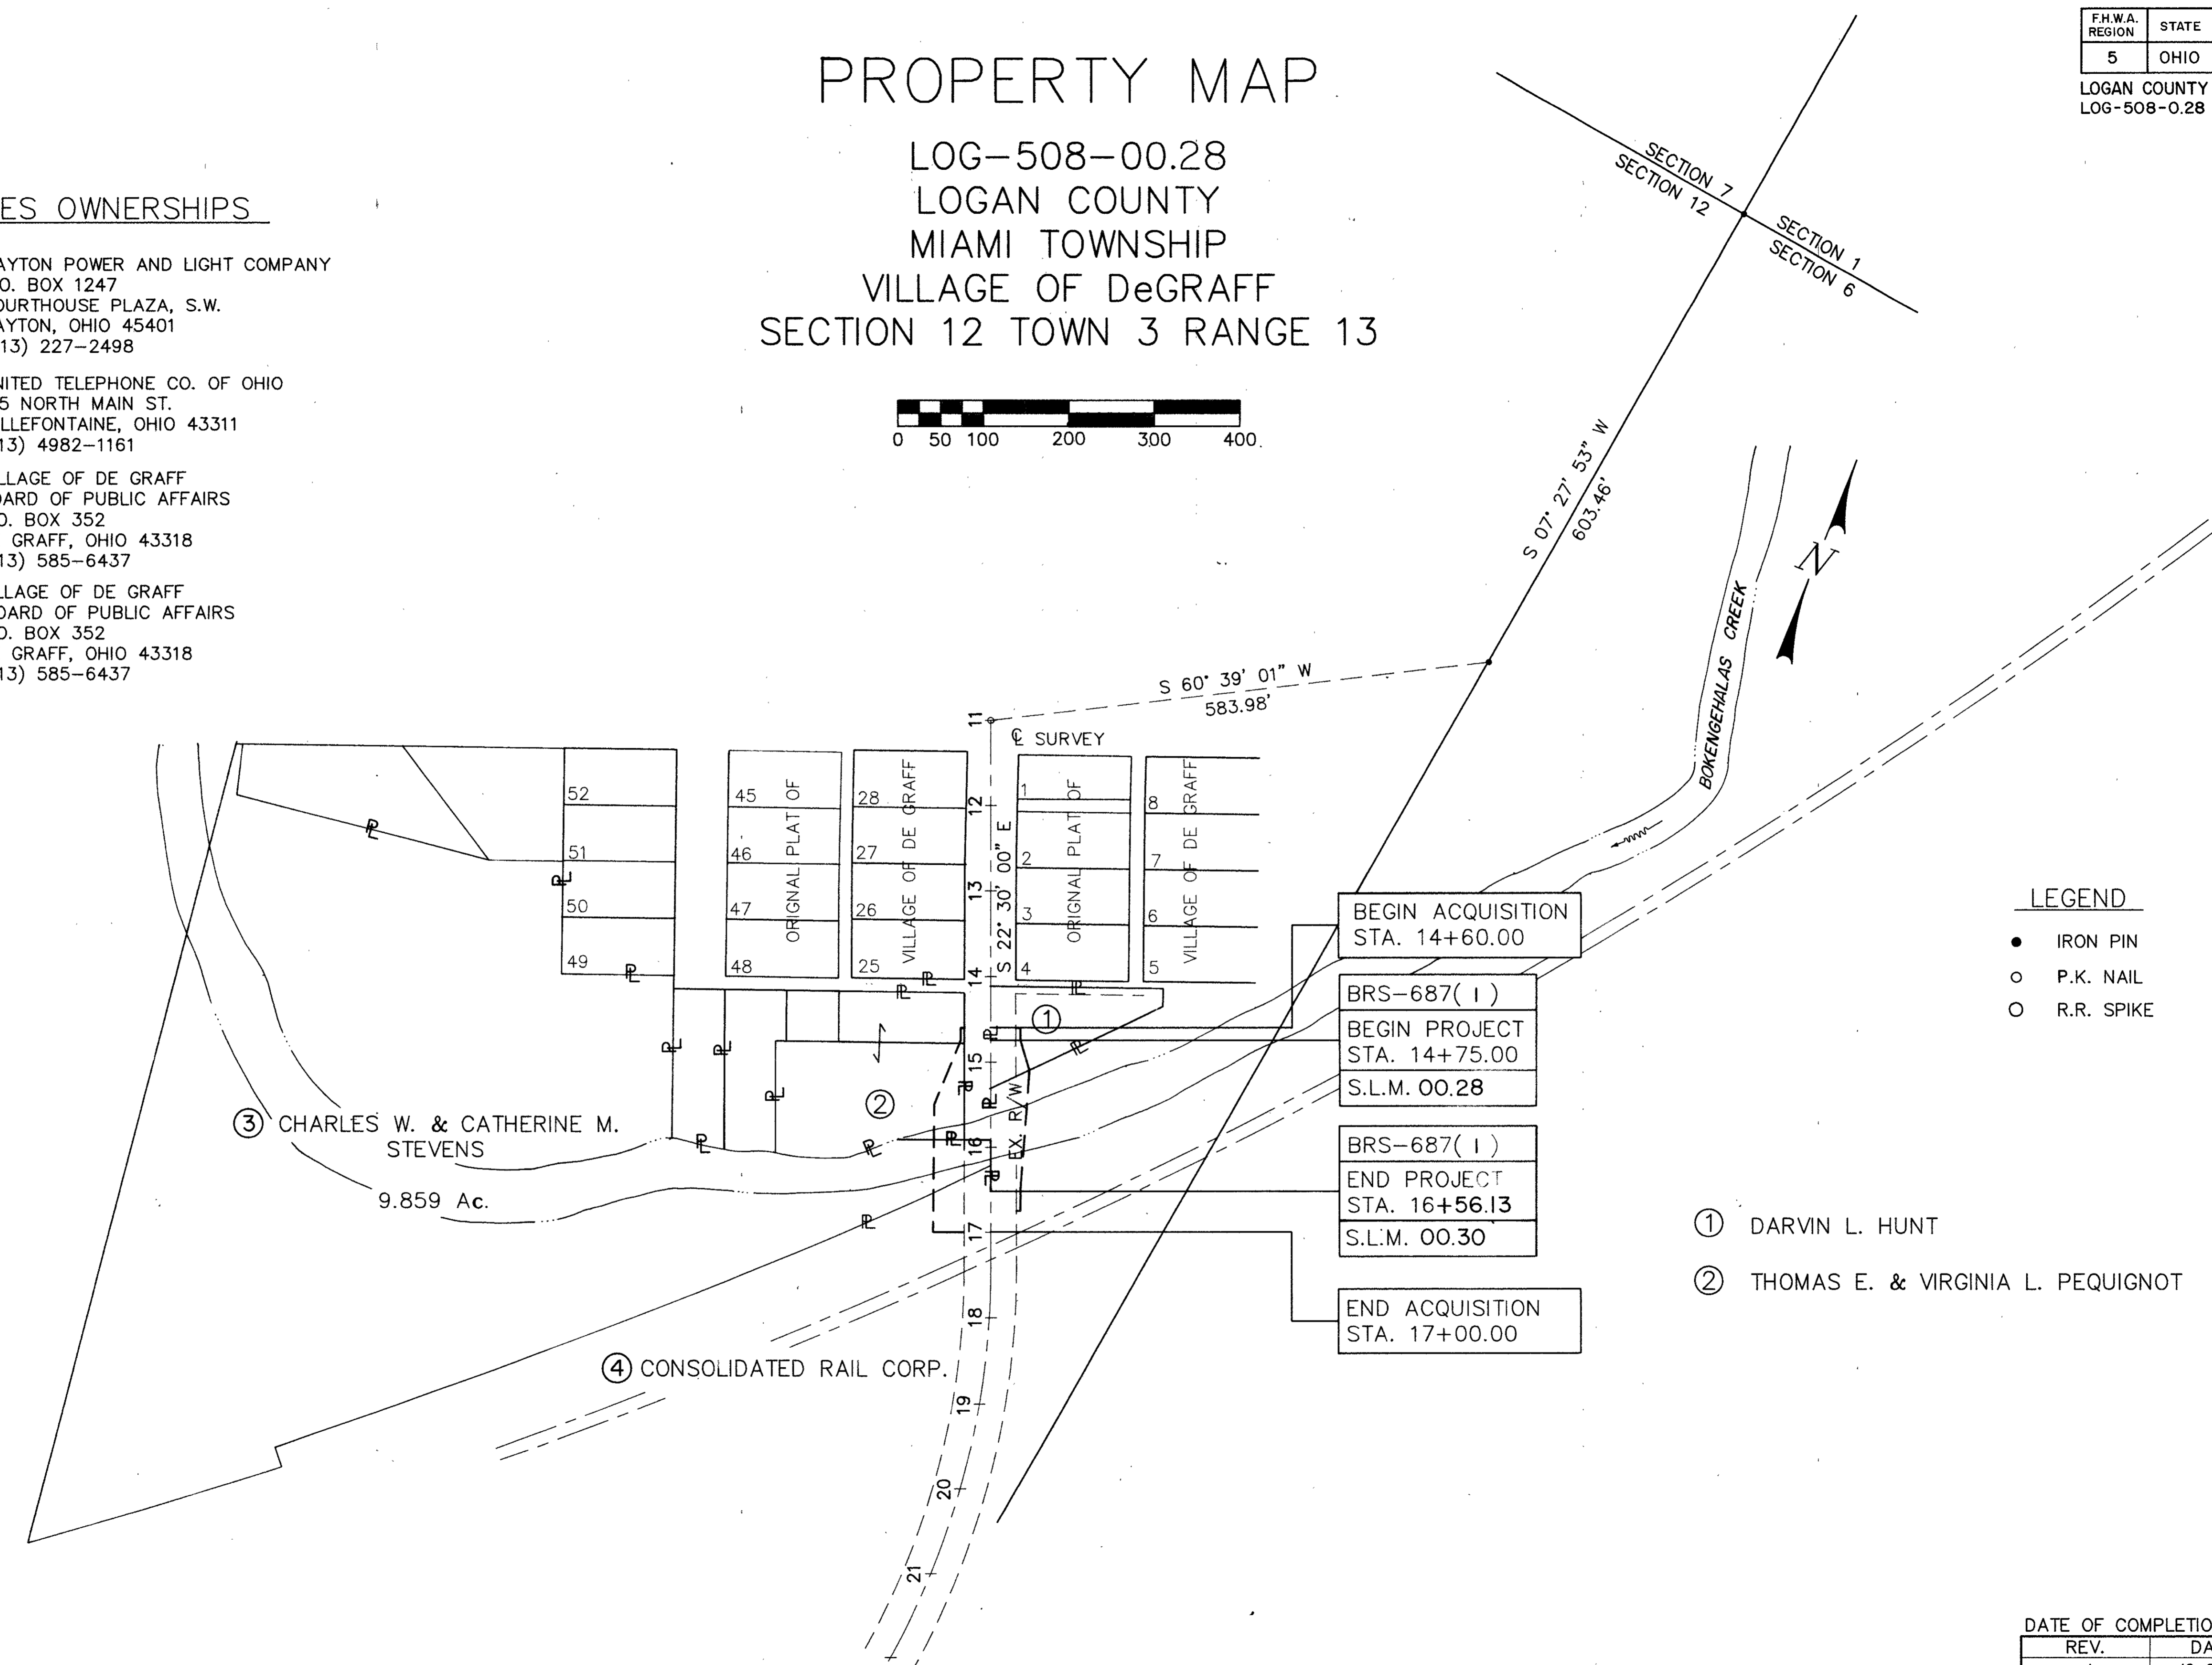 PROPERTY MAP
LOG-508-00.28
LOGAN COUNTY
MIAMI TOWNSHIP
VILLAGE OF DeGRAFF
SECTION 12 TOWN 3 RANGE 13
0 50 100 200 300 400
F.H.W.A. REGION
STATE
5
OHIO
LOGAN COUNTY
LOG-508-0.28
ES OWNERSHIPS
AYTON POWER AND LIGHT COMPANY
O. BOX 1247
OURTHOUSE PLAZA, S.W.
AYTON, OHIO 45401
13) 227-2498
NITED TELEPHONE CO. OF OHIO
5 NORTH MAIN ST.
LLEFONTAINE, OHIO 43311
13) 4982-1161
LLAGE OF DE GRAFF
OARD OF PUBLIC AFFAIRS
O. BOX 352
GRAFF, OHIO 43318
13) 585-6437
LLAGE OF DE GRAFF
OARD OF PUBLIC AFFAIRS
O. BOX 352
GRAFF, OHIO 43318
13) 585-6437
SECTION 7
SECTION 12
SECTION 1
SECTION 6
S 07° 27' 53" W
603.46'
N
BOKENGEHALAS CREEK
S 60° 39' 01" W
583.98'
℄ SURVEY
S 22° 30' 00" E
11
12
13
14
15
16
17
18
19
20
21
52
51
50
49
45
46
47
48
ORIGNAL PLAT OF
28
27
26
25
VILLAGE OF DE GRAFF
1
2
3
4
ORIGNAL PLAT OF
8
7
6
5
VILLAGE OF DE GRAFF
EX. R/W
1
2
3 CHARLES W. & CATHERINE M.
STEVENS
9.859 Ac.
4 CONSOLIDATED RAIL CORP.
BEGIN ACQUISITION
STA. 14+60.00
BRS-687(1)
BEGIN PROJECT
STA. 14+75.00
S.L.M. 00.28
BRS-687(1)
END PROJECT
STA. 16+56.13
S.L.M. 00.30
END ACQUISITION
STA. 17+00.00
LEGEND
IRON PIN
P.K. NAIL
R.R. SPIKE
1 DARVIN L. HUNT
2 THOMAS E. & VIRGINIA L. PEQUIGNOT
DATE OF COMPLETIO
REV.
DA